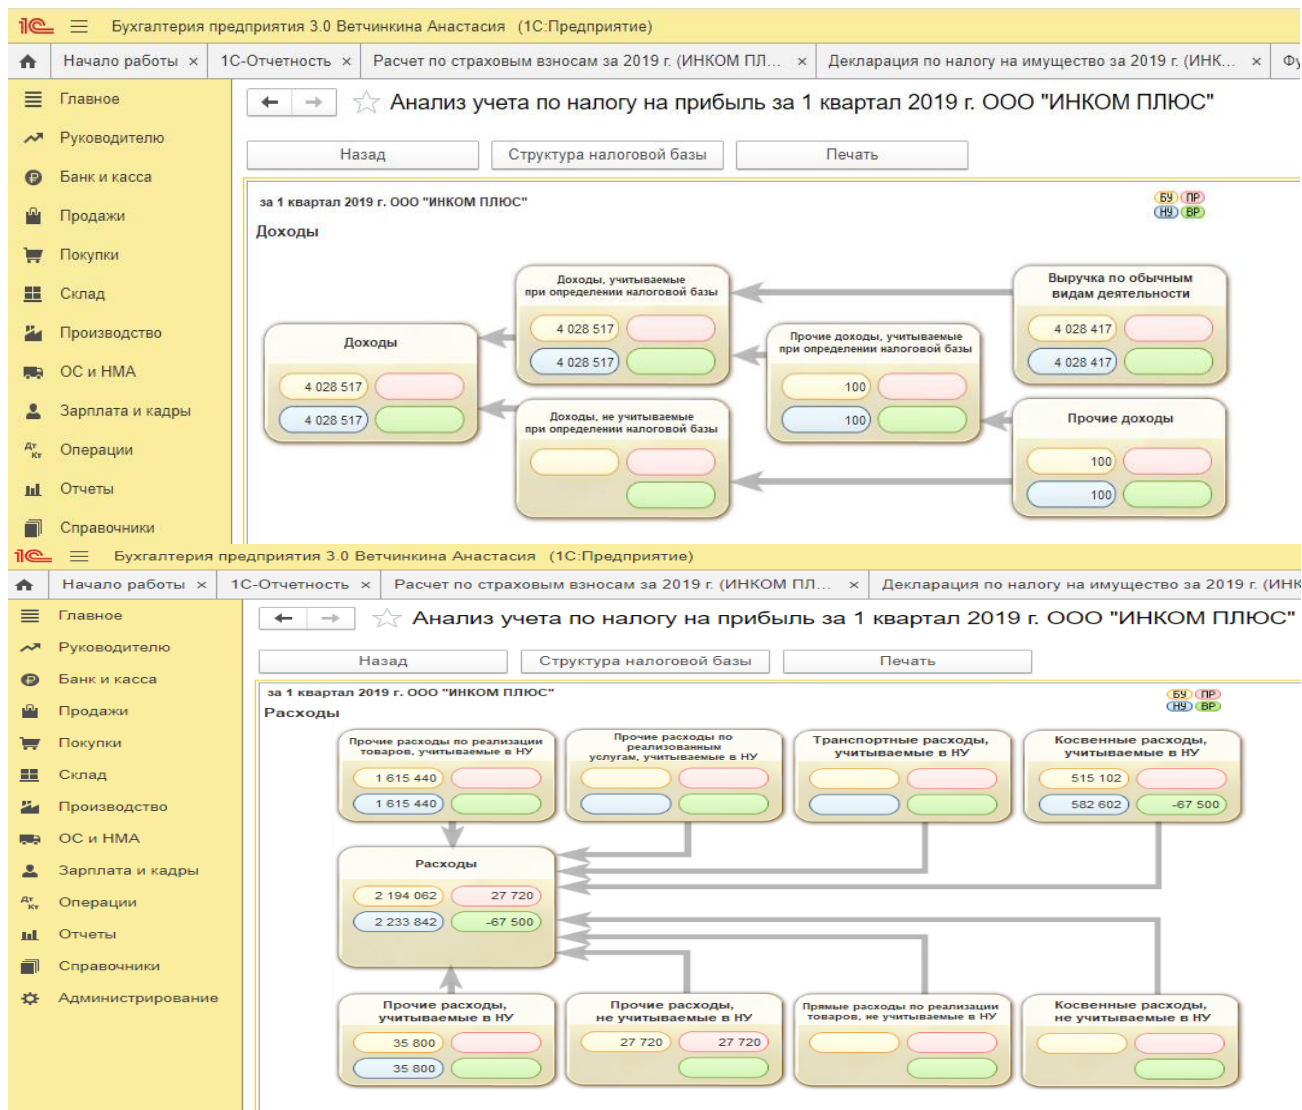 1С Бухгалтерия предприятия 3.0 Ветчинкина Анастасия (1С:Предприятие)
Начало работы × 1С-Отчетность × Расчет по страховым взносам за 2019 г. (ИНКОМ ПЛ... × Декларация по налогу на имущество за 2019 г. (ИНК... × Фу
Главное
Руководителю
Банк и касса
Продажи
Покупки
Склад
Производство
ОС и НМА
Зарплата и кадры
Дт Кт Операции
Отчеты
Справочники
Анализ учета по налогу на прибыль за 1 квартал 2019 г. ООО "ИНКОМ ПЛЮС"
Назад Структура налоговой базы Печать
за 1 квартал 2019 г. ООО "ИНКОМ ПЛЮС"
БУ ПР
НУ ВР
Доходы
Доходы
4 028 517
4 028 517
Доходы, учитываемые
при определении налоговой базы
4 028 517
4 028 517
Доходы, не учитываемые
при определении налоговой базы
Прочие доходы, учитываемые
при определении налоговой базы
100
100
Выручка по обычным
видам деятельности
4 028 417
4 028 417
Прочие доходы
100
100
1С Бухгалтерия предприятия 3.0 Ветчинкина Анастасия (1С:Предприятие)
Начало работы × 1С-Отчетность × Расчет по страховым взносам за 2019 г. (ИНКОМ ПЛ... × Декларация по налогу на имущество за 2019 г. (ИНК
Главное
Руководителю
Банк и касса
Продажи
Покупки
Склад
Производство
ОС и НМА
Зарплата и кадры
Дт Кт Операции
Отчеты
Справочники
Администрирование
Анализ учета по налогу на прибыль за 1 квартал 2019 г. ООО "ИНКОМ ПЛЮС"
Назад Структура налоговой базы Печать
за 1 квартал 2019 г. ООО "ИНКОМ ПЛЮС"
БУ ПР
НУ ВР
Расходы
Прочие расходы по реализации
товаров, учитываемые в НУ
1 615 440
1 615 440
Прочие расходы по
реализованным
услугам, учитываемые в НУ
Транспортные расходы,
учитываемые в НУ
Косвенные расходы,
учитываемые в НУ
515 102
582 602 -67 500
Расходы
2 194 062 27 720
2 233 842 -67 500
Прочие расходы,
учитываемые в НУ
35 800
35 800
Прочие расходы,
не учитываемые в НУ
27 720 27 720
Прямые расходы по реализации
товаров, не учитываемые в НУ
Косвенные расходы,
не учитываемые в НУ